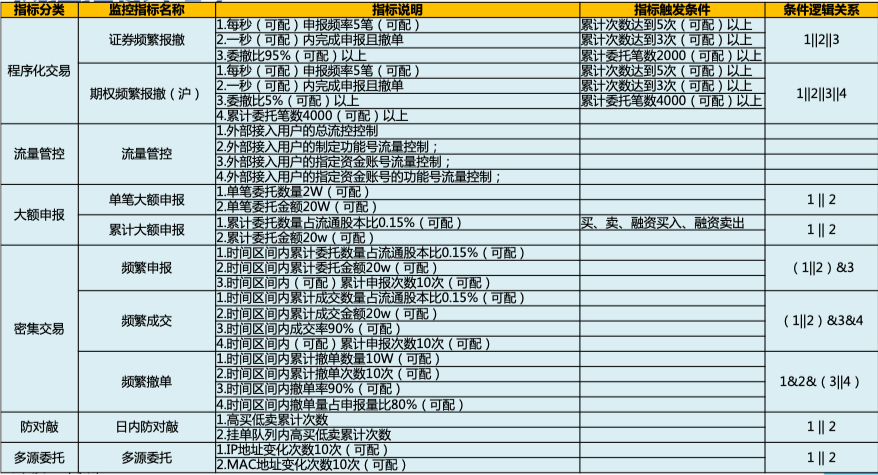 指标分类 监控指标名称 指标说明 指标触发条件 条件逻辑关系
程序化交易 证券频繁报撤 1.每秒（可配）申报频率5笔（可配） 累计次数达到5次（可配）以上 1||2||3
2.一秒（可配）内完成申报且撤单 累计次数达到3次（可配）以上
3.委撤比95%（可配）以上 累计委托笔数2000（可配）以上
期权频繁报撤（沪） 1.每秒（可配）申报频率5笔（可配） 累计次数达到5次（可配）以上 1||2||3||4
2.一秒（可配）内完成申报且撤单 累计次数达到3次（可配）以上
3.委撤比5%（可配）以上 累计委托笔数4000（可配）以上
4.累计委托笔数4000（可配）以上
流量管控 流量管控 1.外部接入用户的总流控控制
2.外部接入用户的制定功能号流量控制；
3.外部接入用户的指定资金账号流量控制；
4.外部接入用户的指定资金账号的功能号流量控制；
大额申报 单笔大额申报 1.单笔委托数量2W（可配） 1 || 2
2.单笔委托金额20W（可配）
累计大额申报 1.累计委托数量占流通股本比0.15%（可配） 买、卖、融资买入、融资卖出 1 || 2
2.累计委托金额20w（可配）
密集交易 频繁申报 1.时间区间内累计委托数量占流通股本比0.15%（可配） （1||2）&3
2.时间区间内累计委托金额20w（可配）
3.时间区间内（可配）累计申报次数10次（可配）
频繁成交 1.时间区间内累计成交数量占流通股本比0.15%（可配） （1||2）&3&4
2.时间区间内累计成交金额20w（可配）
3.时间区间内成交率90%（可配）
4.时间区间内（可配）累计申报次数10次（可配）
频繁撤单 1.时间区间内累计撤单数量10W（可配） 1&2&（3||4）
2.时间区间内累计撤单次数10次（可配）
3.时间区间内撤单率90%（可配）
4.时间区间内撤单量占申报量比80%（可配）
防对敲 日内防对敲 1.高买低卖累计次数 1 || 2
2.挂单队列内高买低卖累计次数
多源委托 多源委托 1.IP地址变化次数10次（可配） 1 || 2
2.MAC地址变化次数10次（可配）